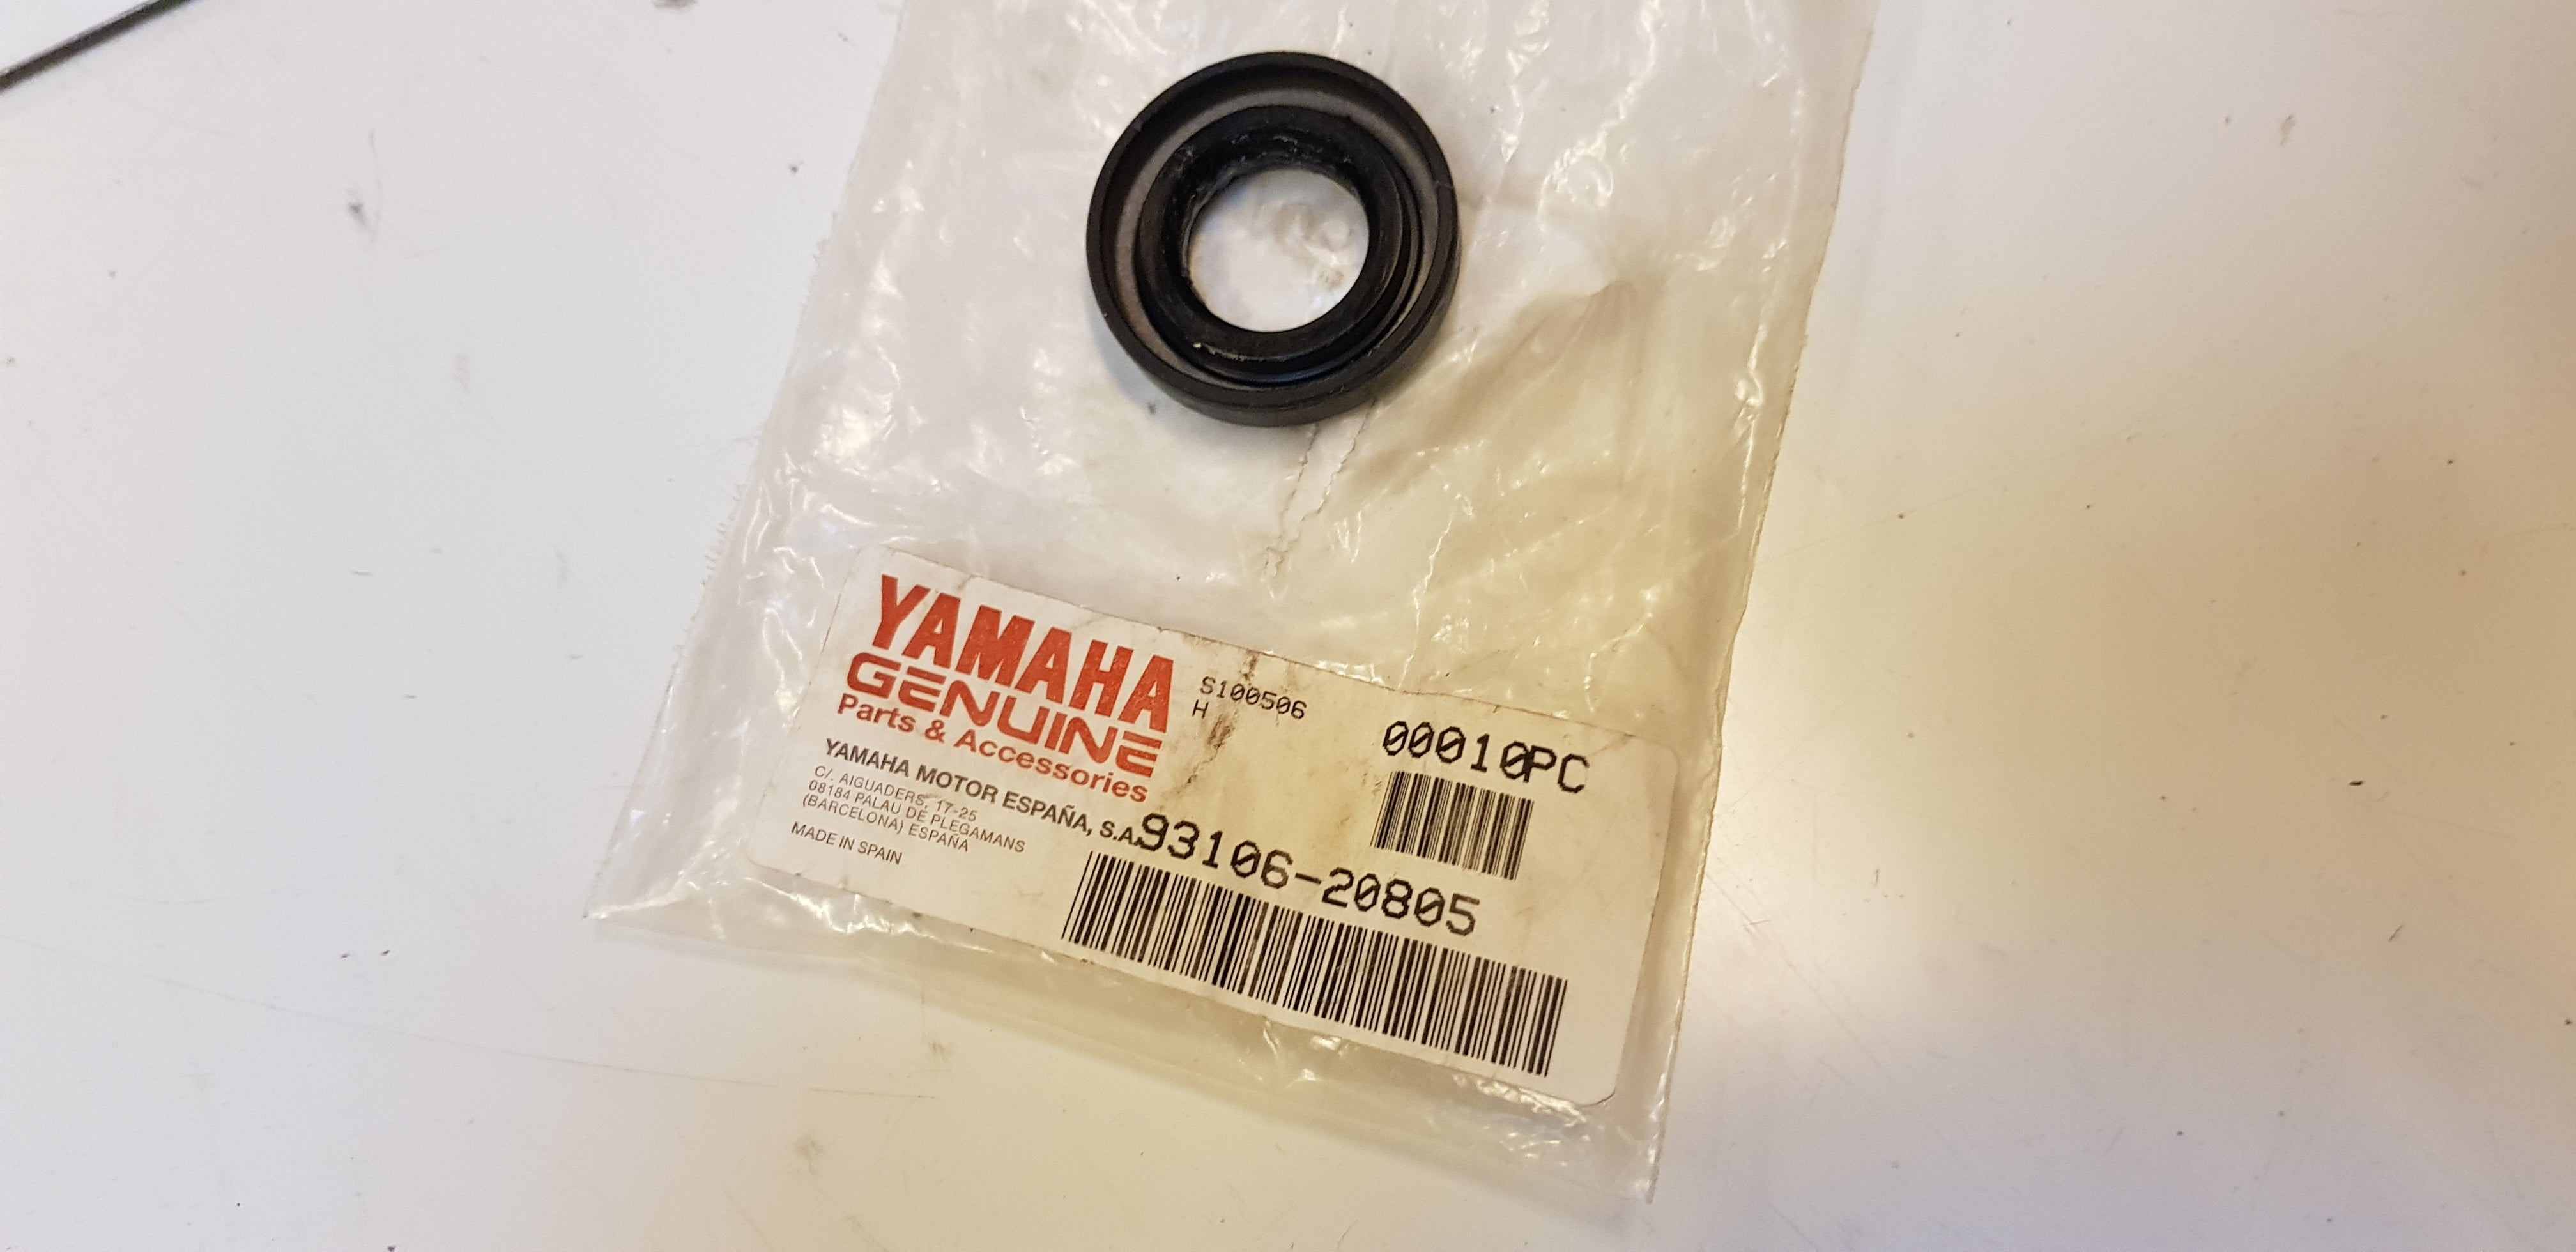 YAMAHA
GENUINE
Parts & Accessories
YAMAHA MOTOR ESPAÑA, S.A.
C/. AIGUADERS, 17-25
08184 PALAU DE PLEGAMANS
(BARCELONA) ESPAÑA
MADE IN SPAIN
S100506
H
00010PC
93106-20805